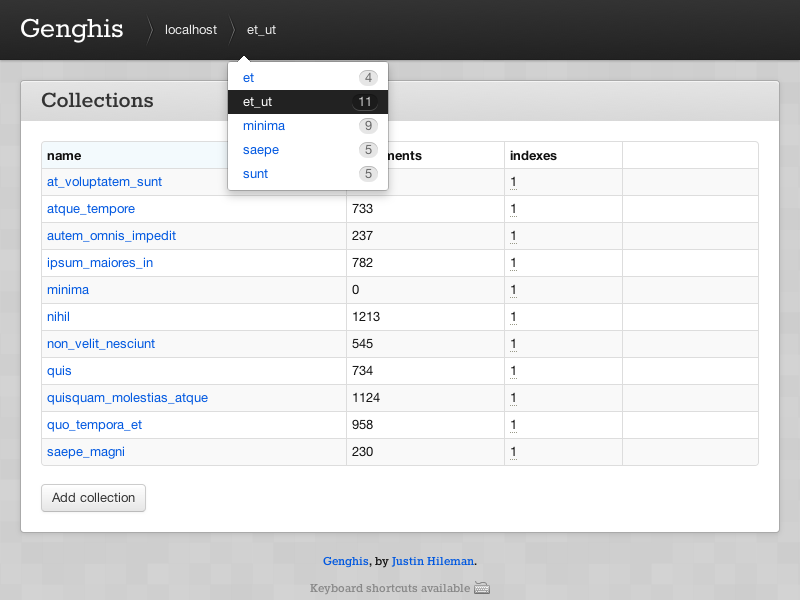 Genghis localhost et_ut
et 4
et_ut 11
minima 9
saepe 5
sunt 5
Collections
name ments indexes
at_voluptatem_sunt 1
atque_tempore 733 1
autem_omnis_impedit 237 1
ipsum_maiores_in 782 1
minima 0 1
nihil 1213 1
non_velit_nesciunt 545 1
quis 734 1
quisquam_molestias_atque 1124 1
quo_tempora_et 958 1
saepe_magni 230 1
Add collection
Genghis, by Justin Hileman.
Keyboard shortcuts available